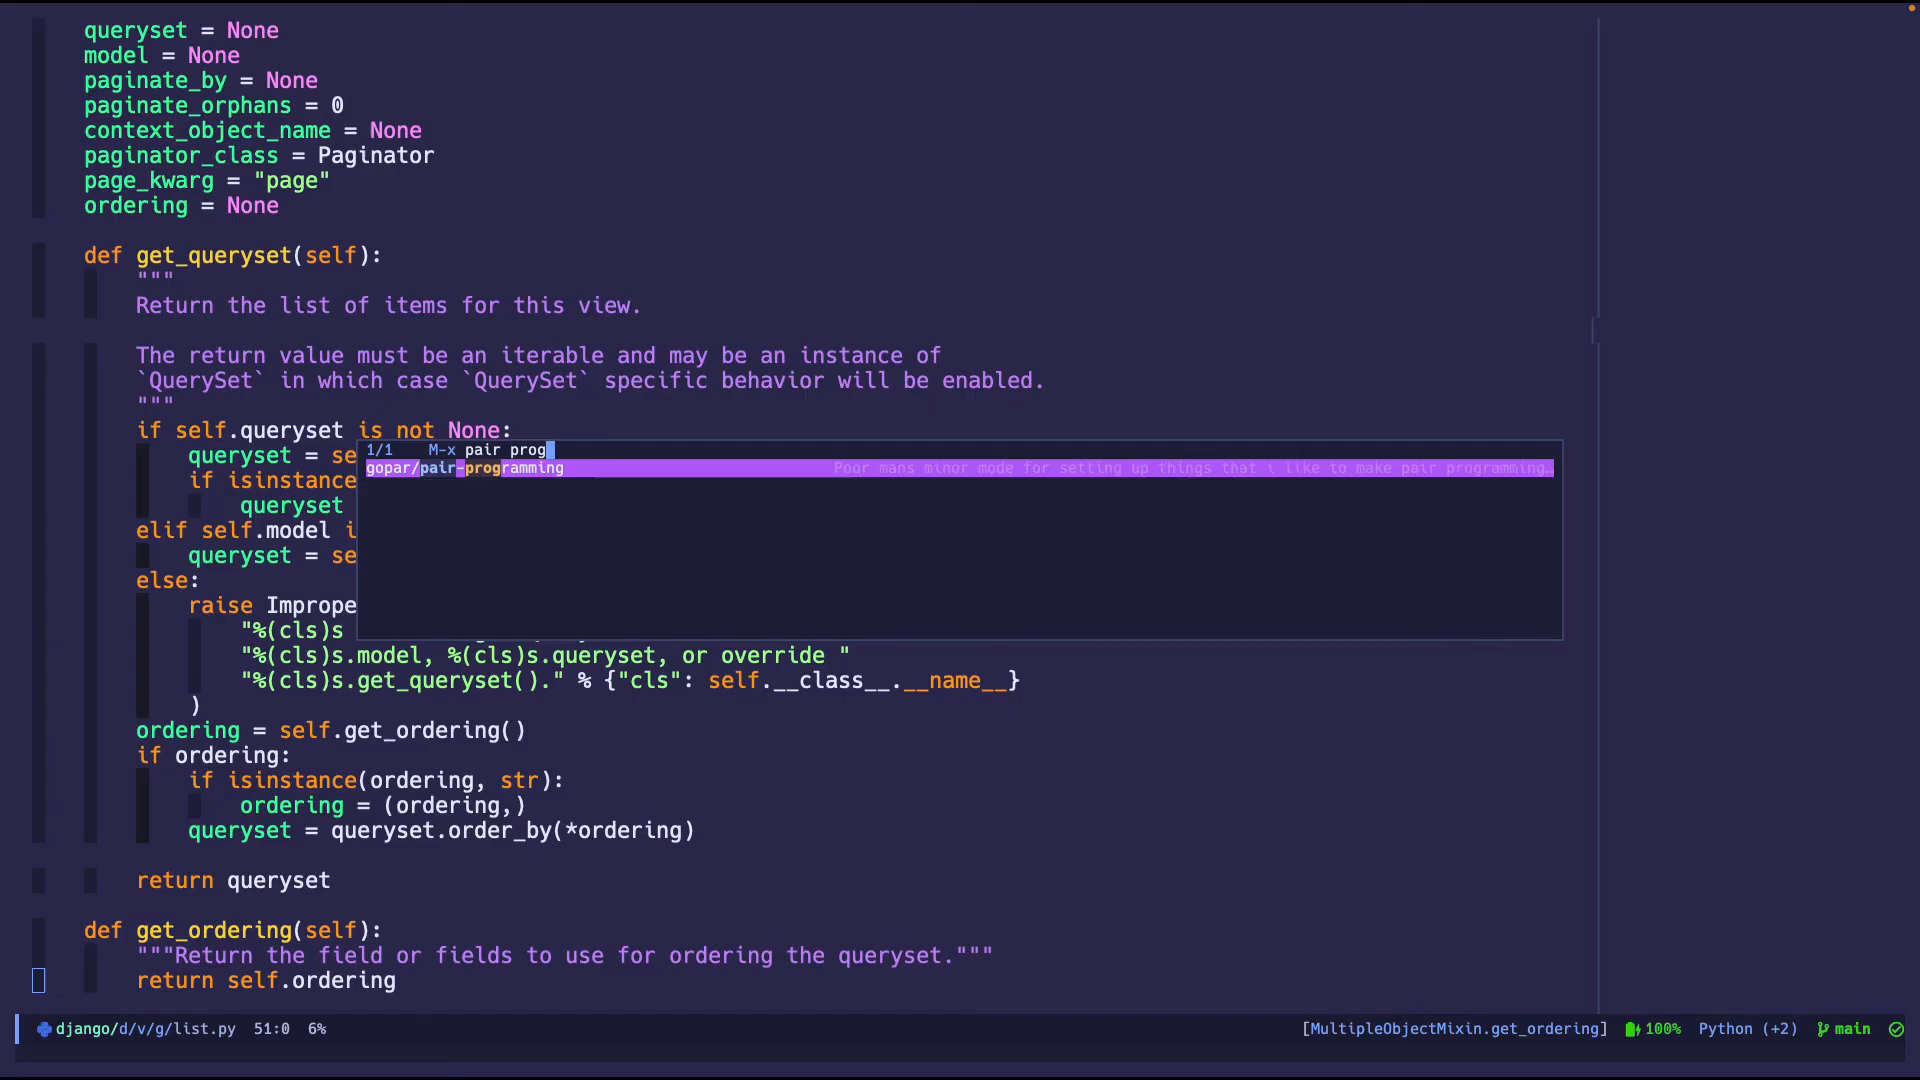 queryset = None
model = None
paginate_by = None
paginate_orphans = 0
context_object_name = None
paginator_class = Paginator
page_kwarg = "page"
ordering = None
def get_queryset(self):
"""
Return the list of items for this view.
The return value must be an iterable and may be an instance of
`QuerySet` in which case `QuerySet` specific behavior will be enabled.
"""
if self.queryset is not None:
queryset = se
if isinstance
queryset
elif self.model i
queryset = se
else:
raise Imprope
"%(cls)s
1/1 M-x pair prog
gopar/pair-programming Poor mans minor mode for setting up things that i like to make pair programming…
"%(cls)s.model, %(cls)s.queryset, or override "
"%(cls)s.get_queryset()." % {"cls": self.__class__.__name__}
)
ordering = self.get_ordering()
if ordering:
if isinstance(ordering, str):
ordering = (ordering,)
queryset = queryset.order_by(*ordering)
return queryset
def get_ordering(self):
"""Return the field or fields to use for ordering the queryset."""
return self.ordering
django/d/v/g/list.py 51:0 6% [MultipleObjectMixin.get_ordering] 100% Python (+2) main